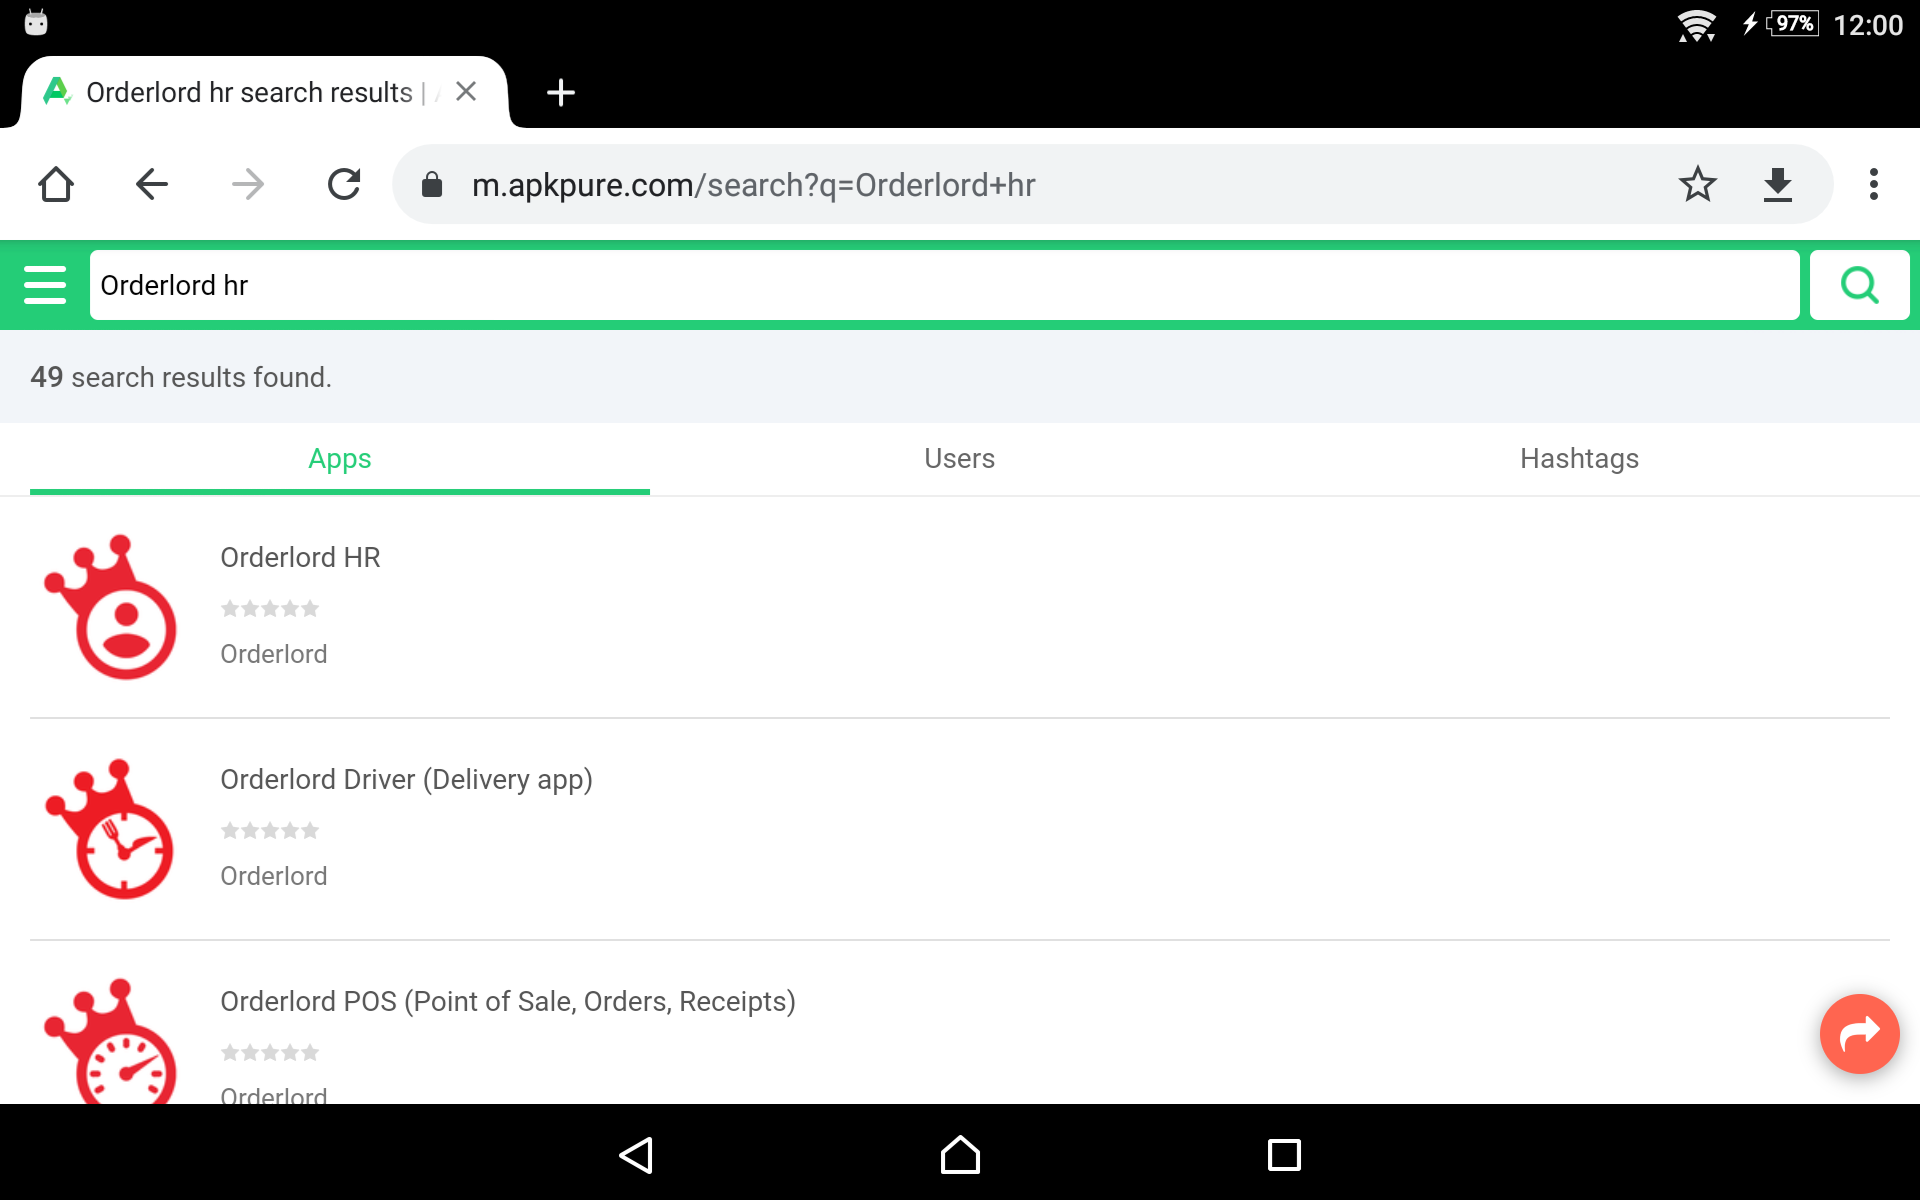 97% 12:00
Orderlord hr search results |
m.apkpure.com/search?q=Orderlord+hr
Orderlord hr
49 search results found.
Apps Users Hashtags
Orderlord HR
Orderlord
Orderlord Driver (Delivery app)
Orderlord
Orderlord POS (Point of Sale, Orders, Receipts)
Orderlord